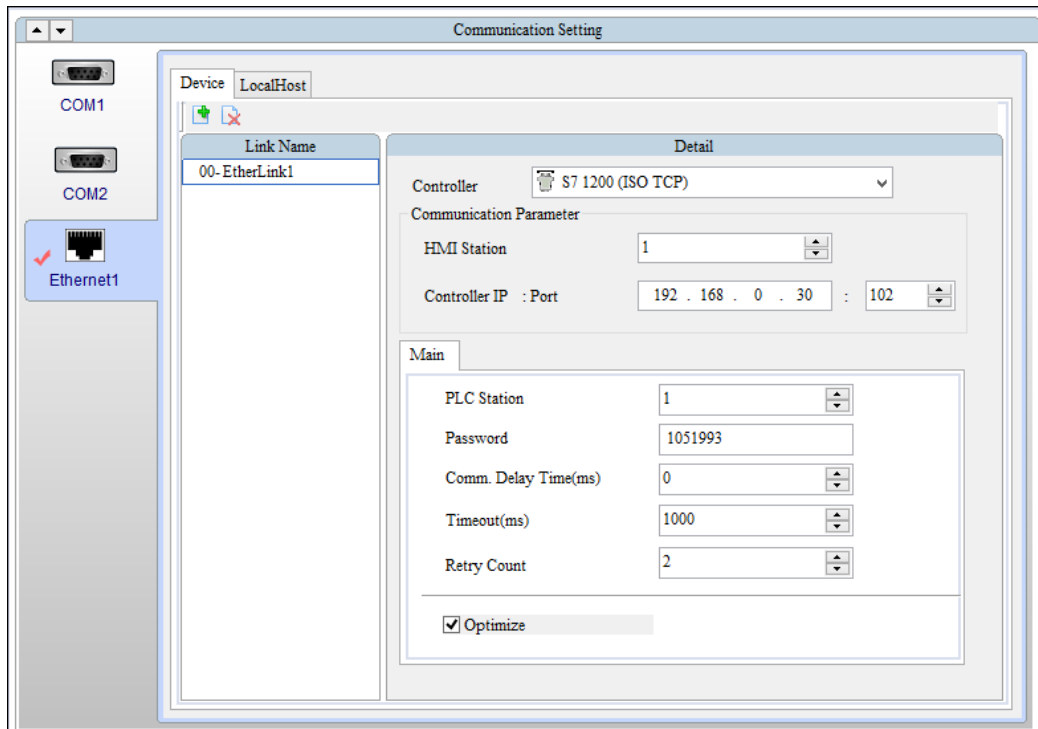 Communication Setting
COM1
COM2
Ethernet1
Device LocalHost
Link Name
00-EtherLink1
Detail
Controller S7 1200 (ISO TCP)
Communication Parameter
HMI Station 1
Controller IP : Port 192 . 168 . 0 . 30 : 102
Main
PLC Station 1
Password 1051993
Comm. Delay Time(ms) 0
Timeout(ms) 1000
Retry Count 2
Optimize